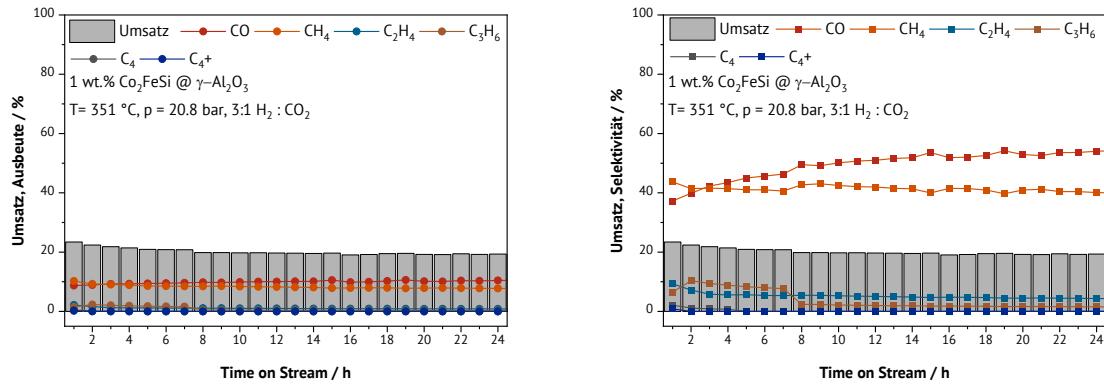 100
80
60
40
20
0
Umsatz, Ausbeute / %
Umsatz CO CH₄ C₂H₄ C₃H₆
C₄ C₄+
1 wt.% Co₂FeSi @ γ–Al₂O₃
T= 351 °C, p = 20.8 bar, 3:1 H₂ : CO₂
2 4 6 8 10 12 14 16 18 20 22 24
Time on Stream / h
100
80
60
40
20
0
Umsatz, Selektivität / %
Umsatz CO CH₄ C₂H₄ C₃H₆
C₄ C₄+
1 wt.% Co₂FeSi @ γ–Al₂O₃
T= 351 °C, p = 20.8 bar, 3:1 H₂ : CO₂
2 4 6 8 10 12 14 16 18 20 22 24
Time on Stream / h